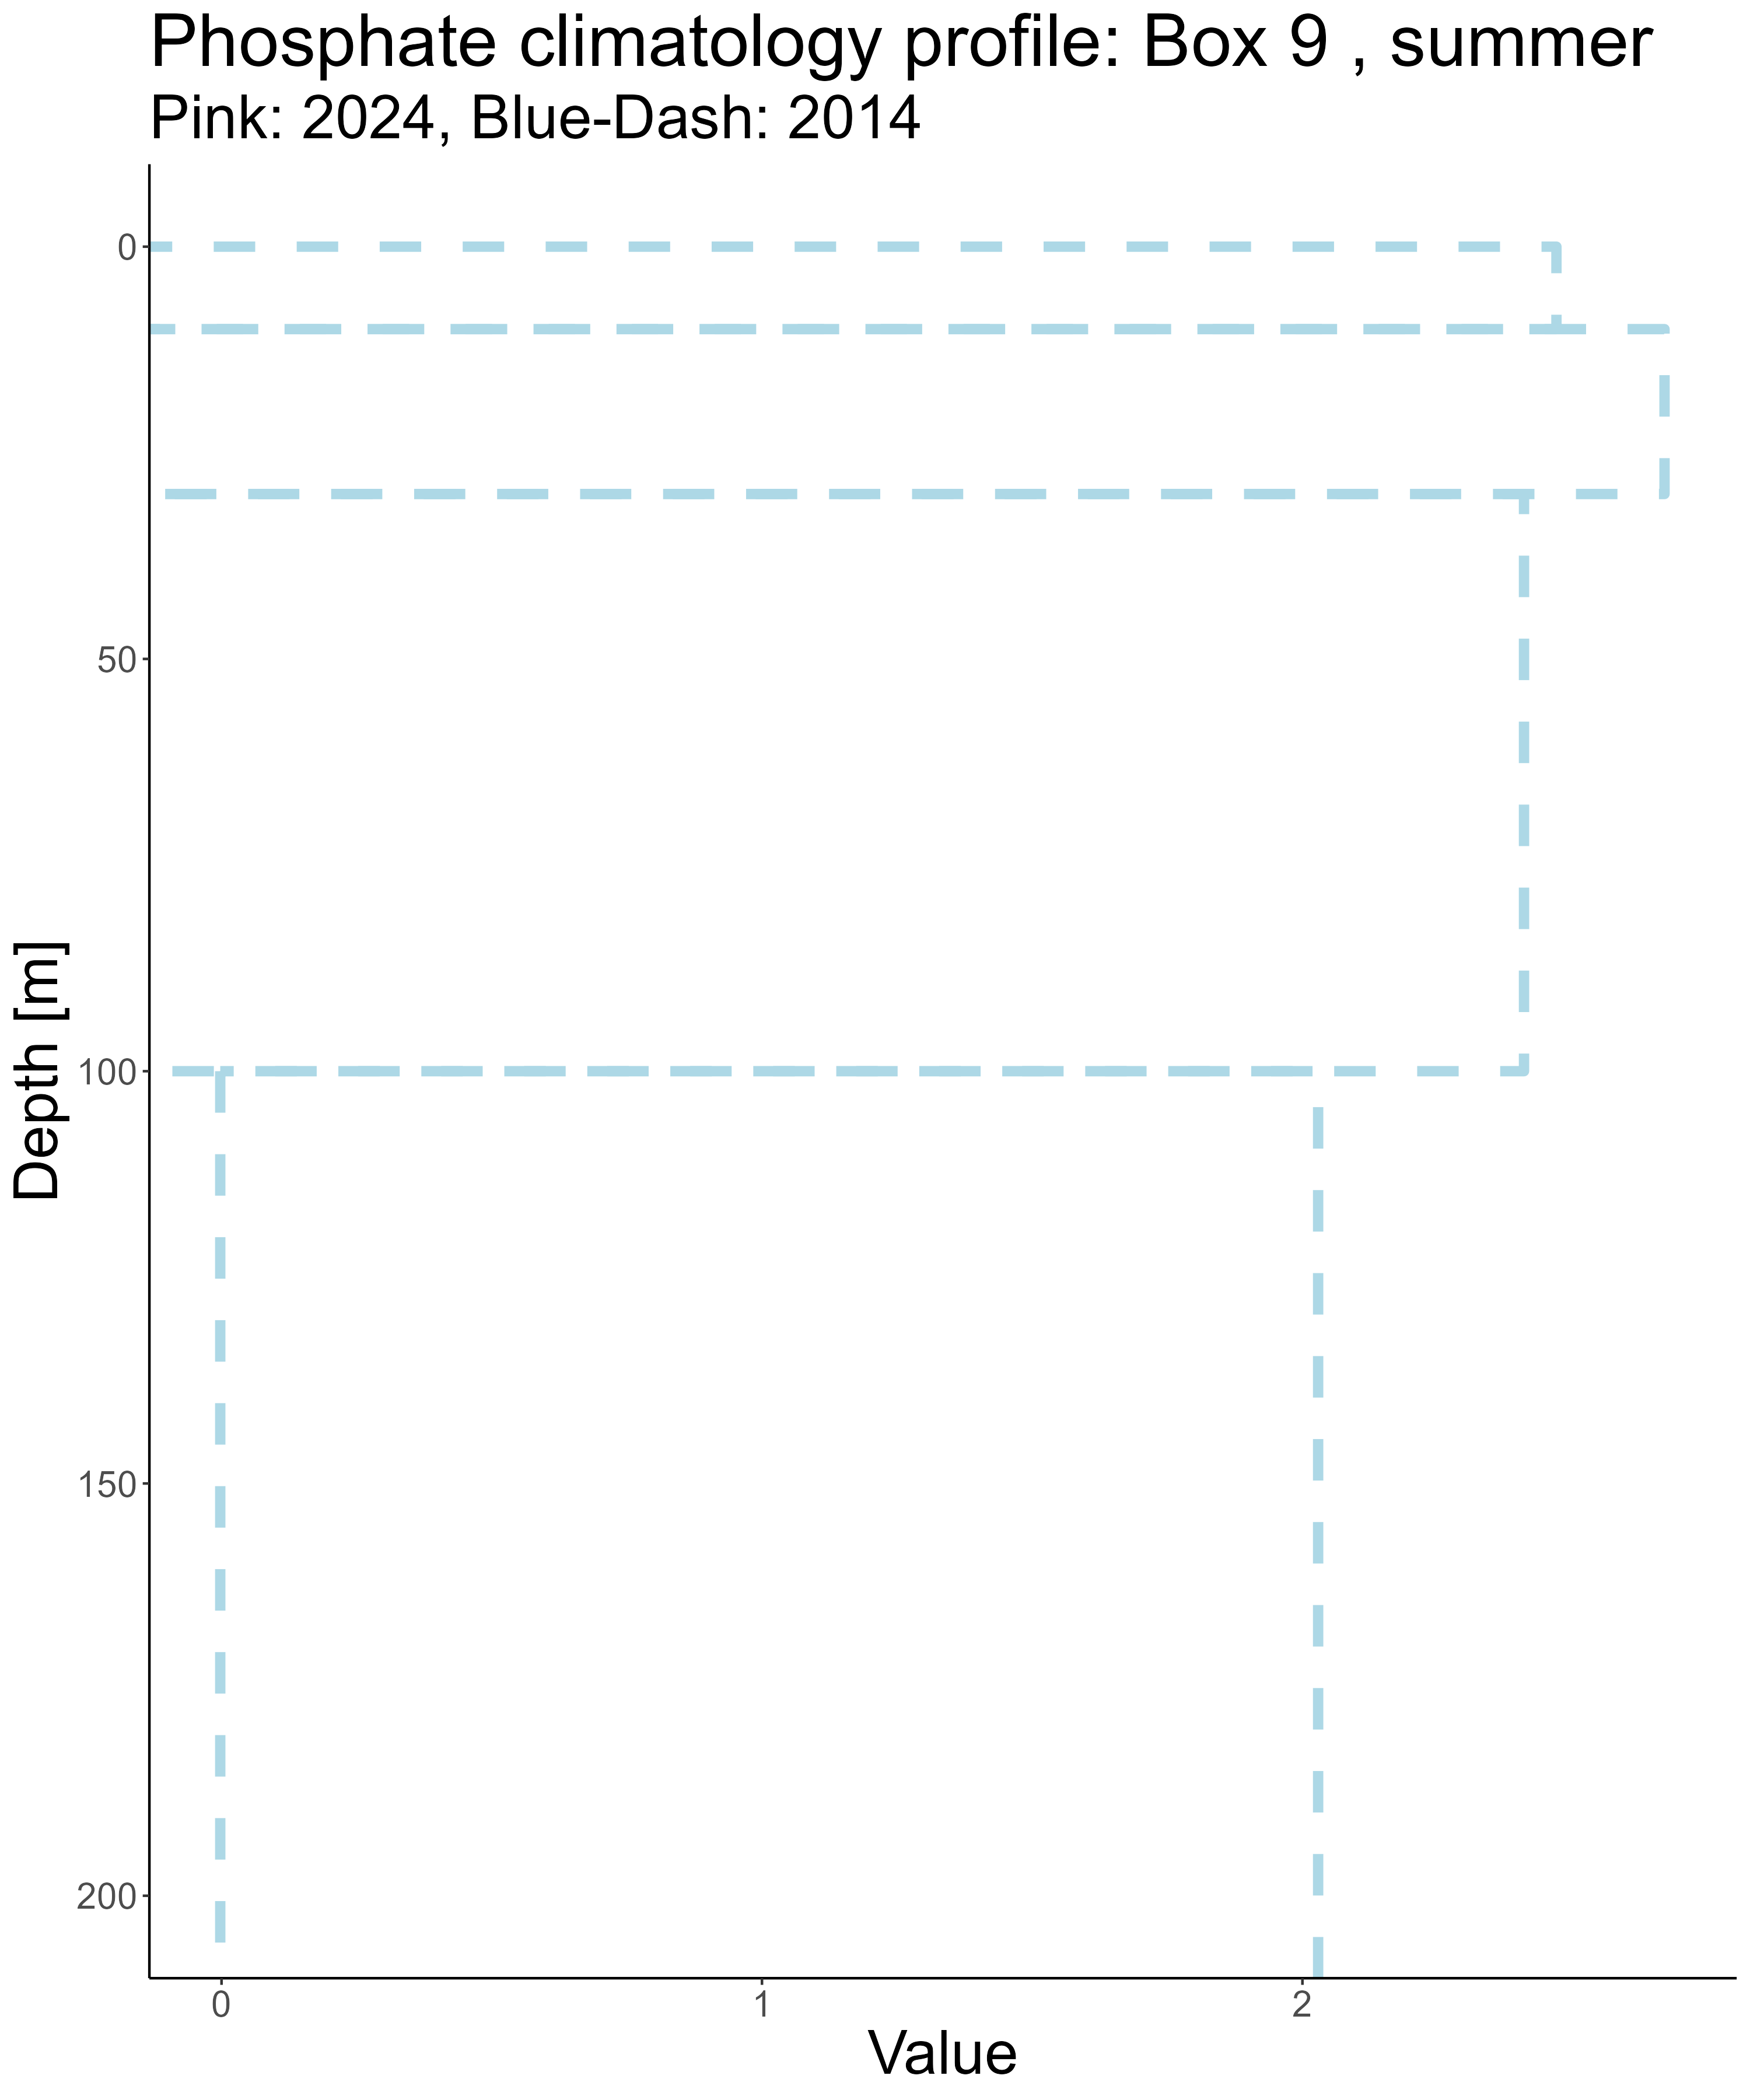 Phosphate climatology profile: Box 9 , summer
Pink: 2024, Blue-Dash: 2014
0
50
100
150
200
Depth [m]
0 1 2
Value